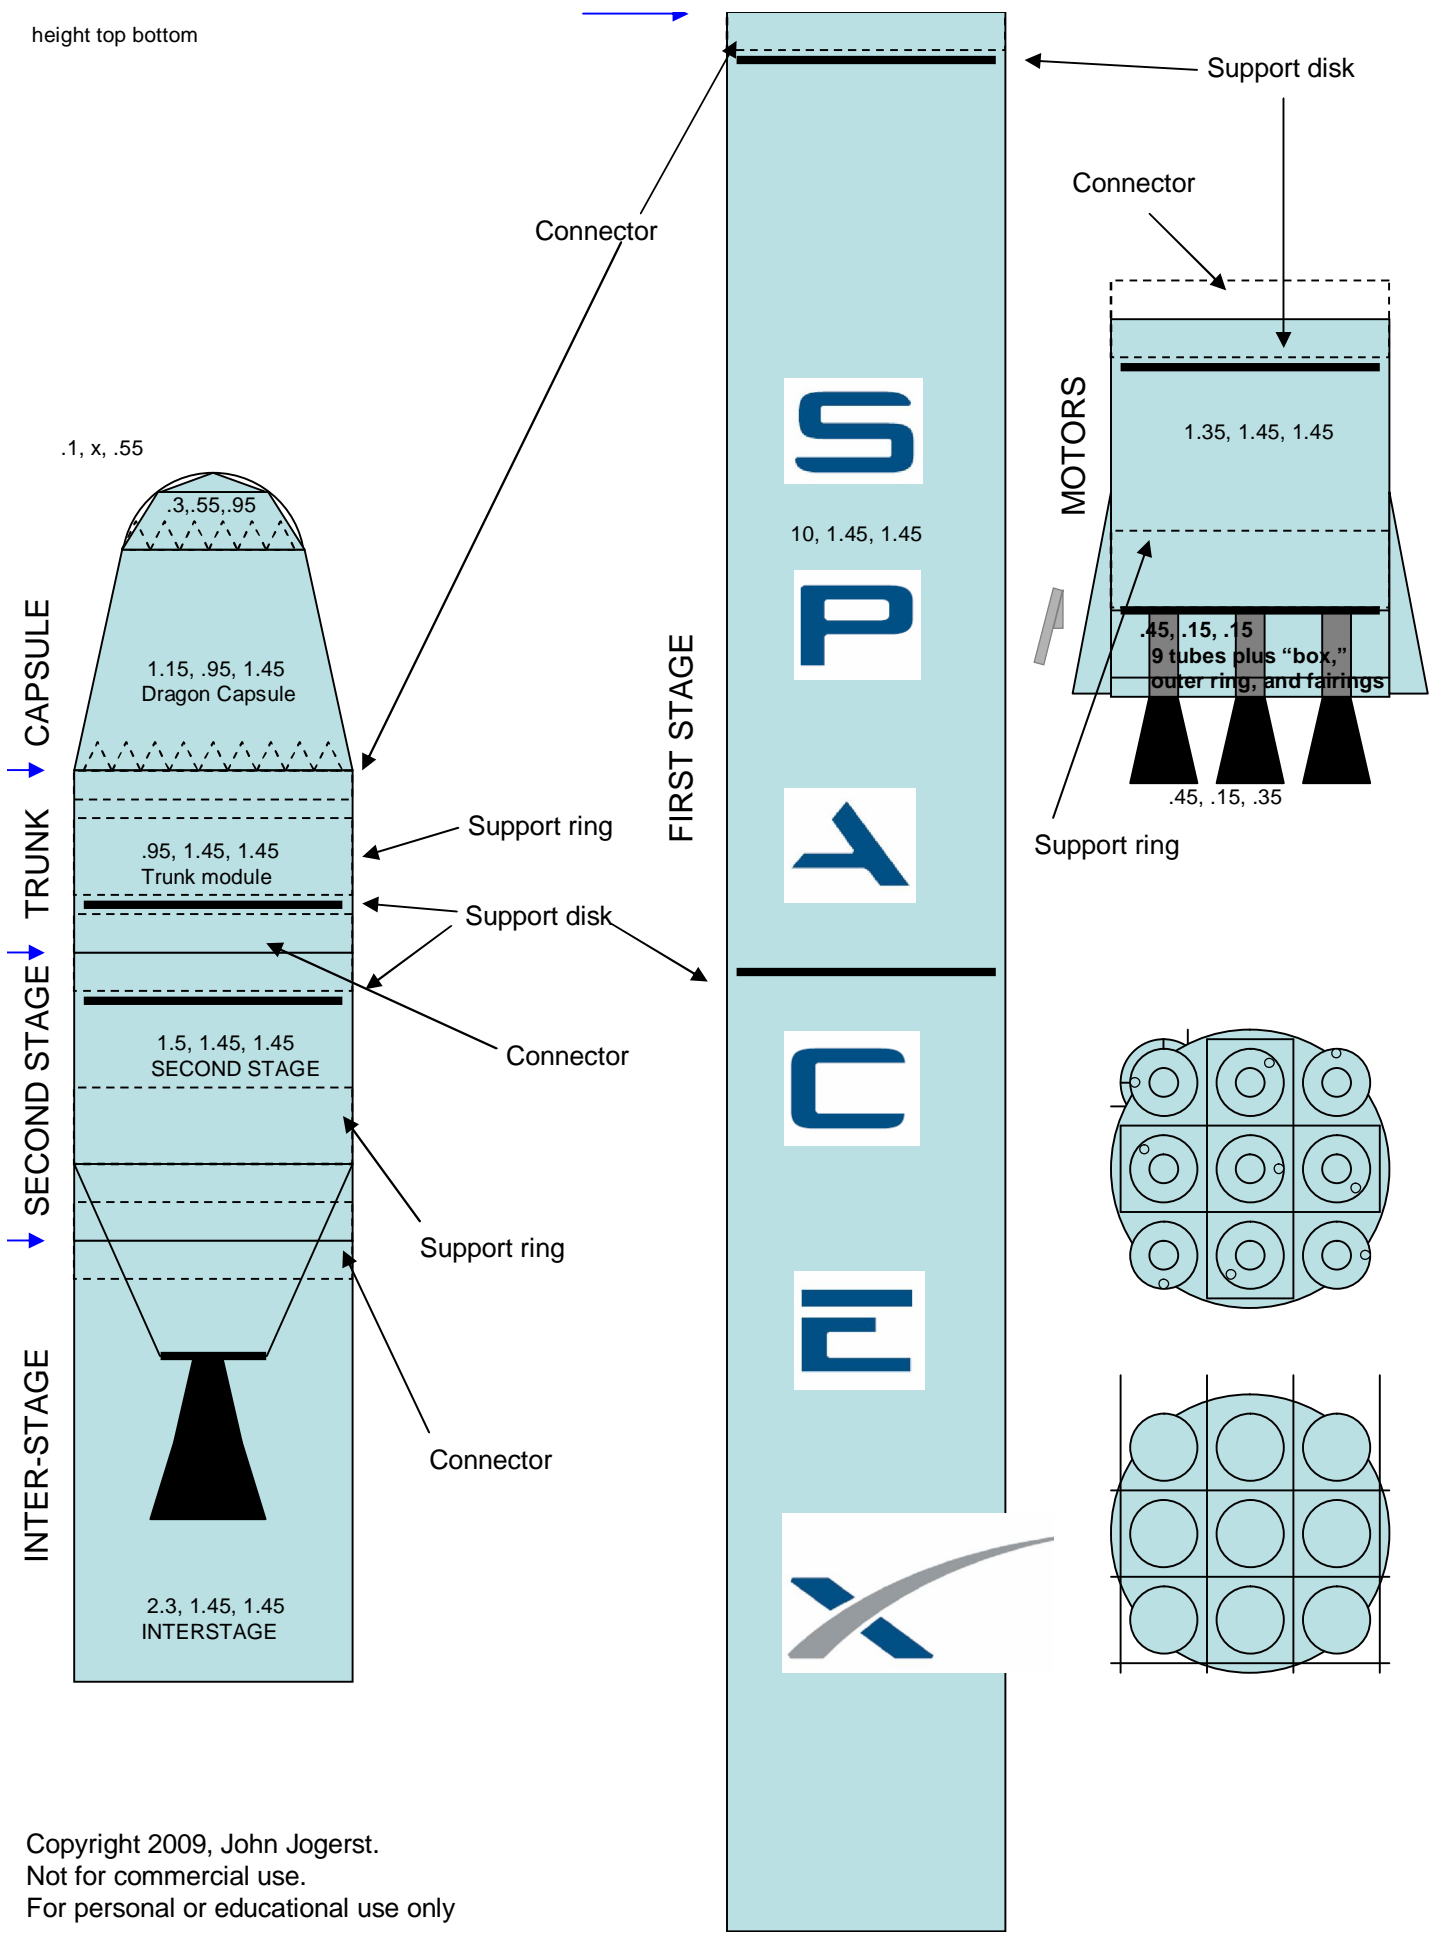 height top bottom
Support disk
Connector
Connector
.1, x, .55
.3,.55,.95
1.15, .95, 1.45
Dragon Capsule
CAPSULE
TRUNK
.95, 1.45, 1.45
Trunk module
Support ring
Support disk
SECOND STAGE
1.5, 1.45, 1.45
SECOND STAGE
Connector
Support ring
INTER-STAGE
Connector
2.3, 1.45, 1.45
INTERSTAGE
FIRST STAGE
S
10, 1.45, 1.45
P
A
C
E
X
MOTORS
1.35, 1.45, 1.45
.45, .15, .15
9 tubes plus “box,”
outer ring, and fairings
.45, .15, .35
Support ring
Copyright 2009, John Jogerst.
Not for commercial use.
For personal or educational use only